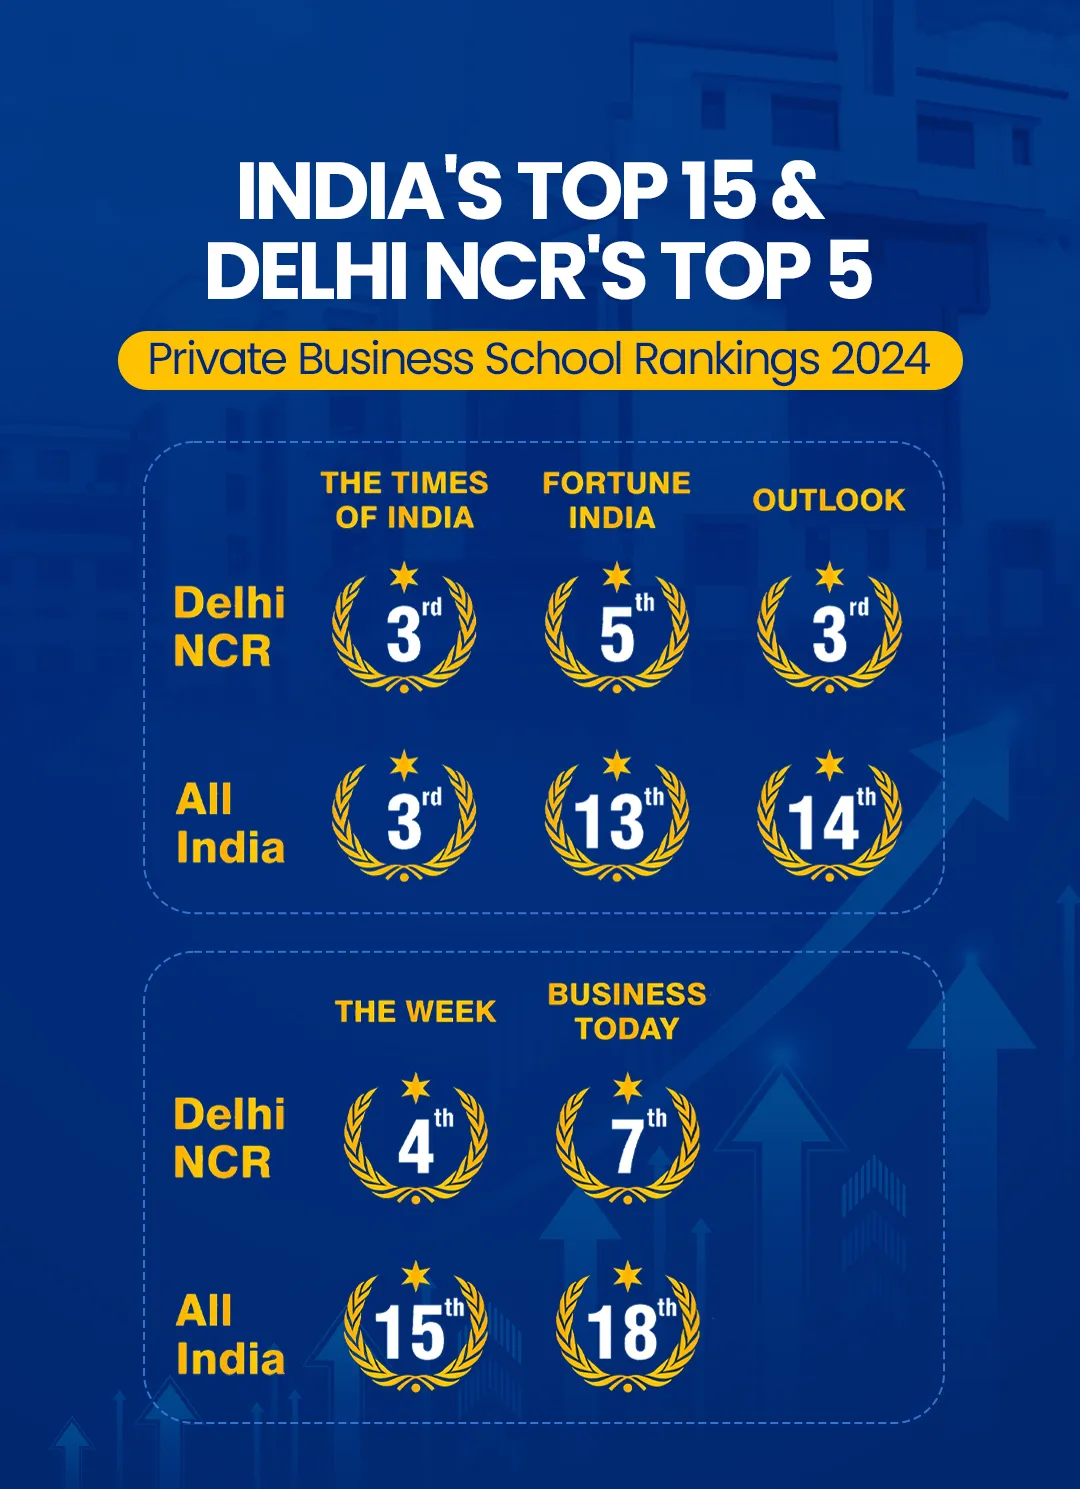 INDIA'S TOP 15 &
DELHI NCR'S TOP 5
Private Business School Rankings 2024
THE TIMES
OF INDIA
FORTUNE
INDIA
OUTLOOK
Delhi
NCR
3rd
5th
3rd
All
India
3rd
13th
14th
THE WEEK
BUSINESS
TODAY
Delhi
NCR
4th
7th
All
India
15th
18th